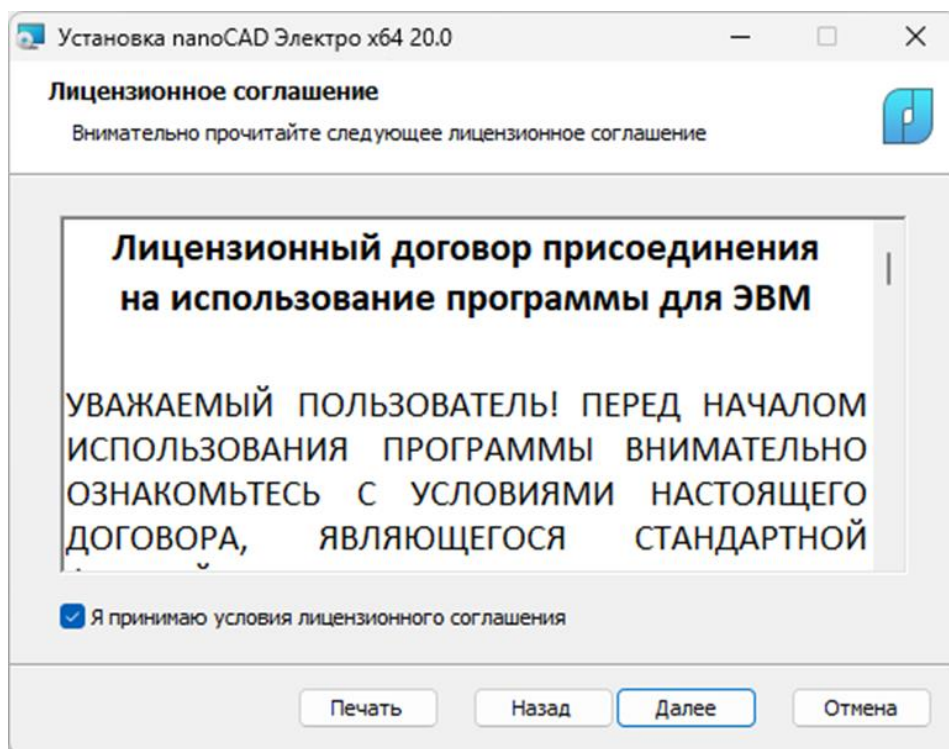 Установка nanoCAD Электро x64 20.0
Лицензионное соглашение
Внимательно прочитайте следующее лицензионное соглашение
Лицензионный договор присоединения
на использование программы для ЭВМ
УВАЖАЕМЫЙ ПОЛЬЗОВАТЕЛЬ! ПЕРЕД НАЧАЛОМ
ИСПОЛЬЗОВАНИЯ ПРОГРАММЫ ВНИМАТЕЛЬНО
ОЗНАКОМЬТЕСЬ С УСЛОВИЯМИ НАСТОЯЩЕГО
ДОГОВОРА, ЯВЛЯЮЩЕГОСЯ СТАНДАРТНОЙ
Я принимаю условия лицензионного соглашения
Печать Назад Далее Отмена